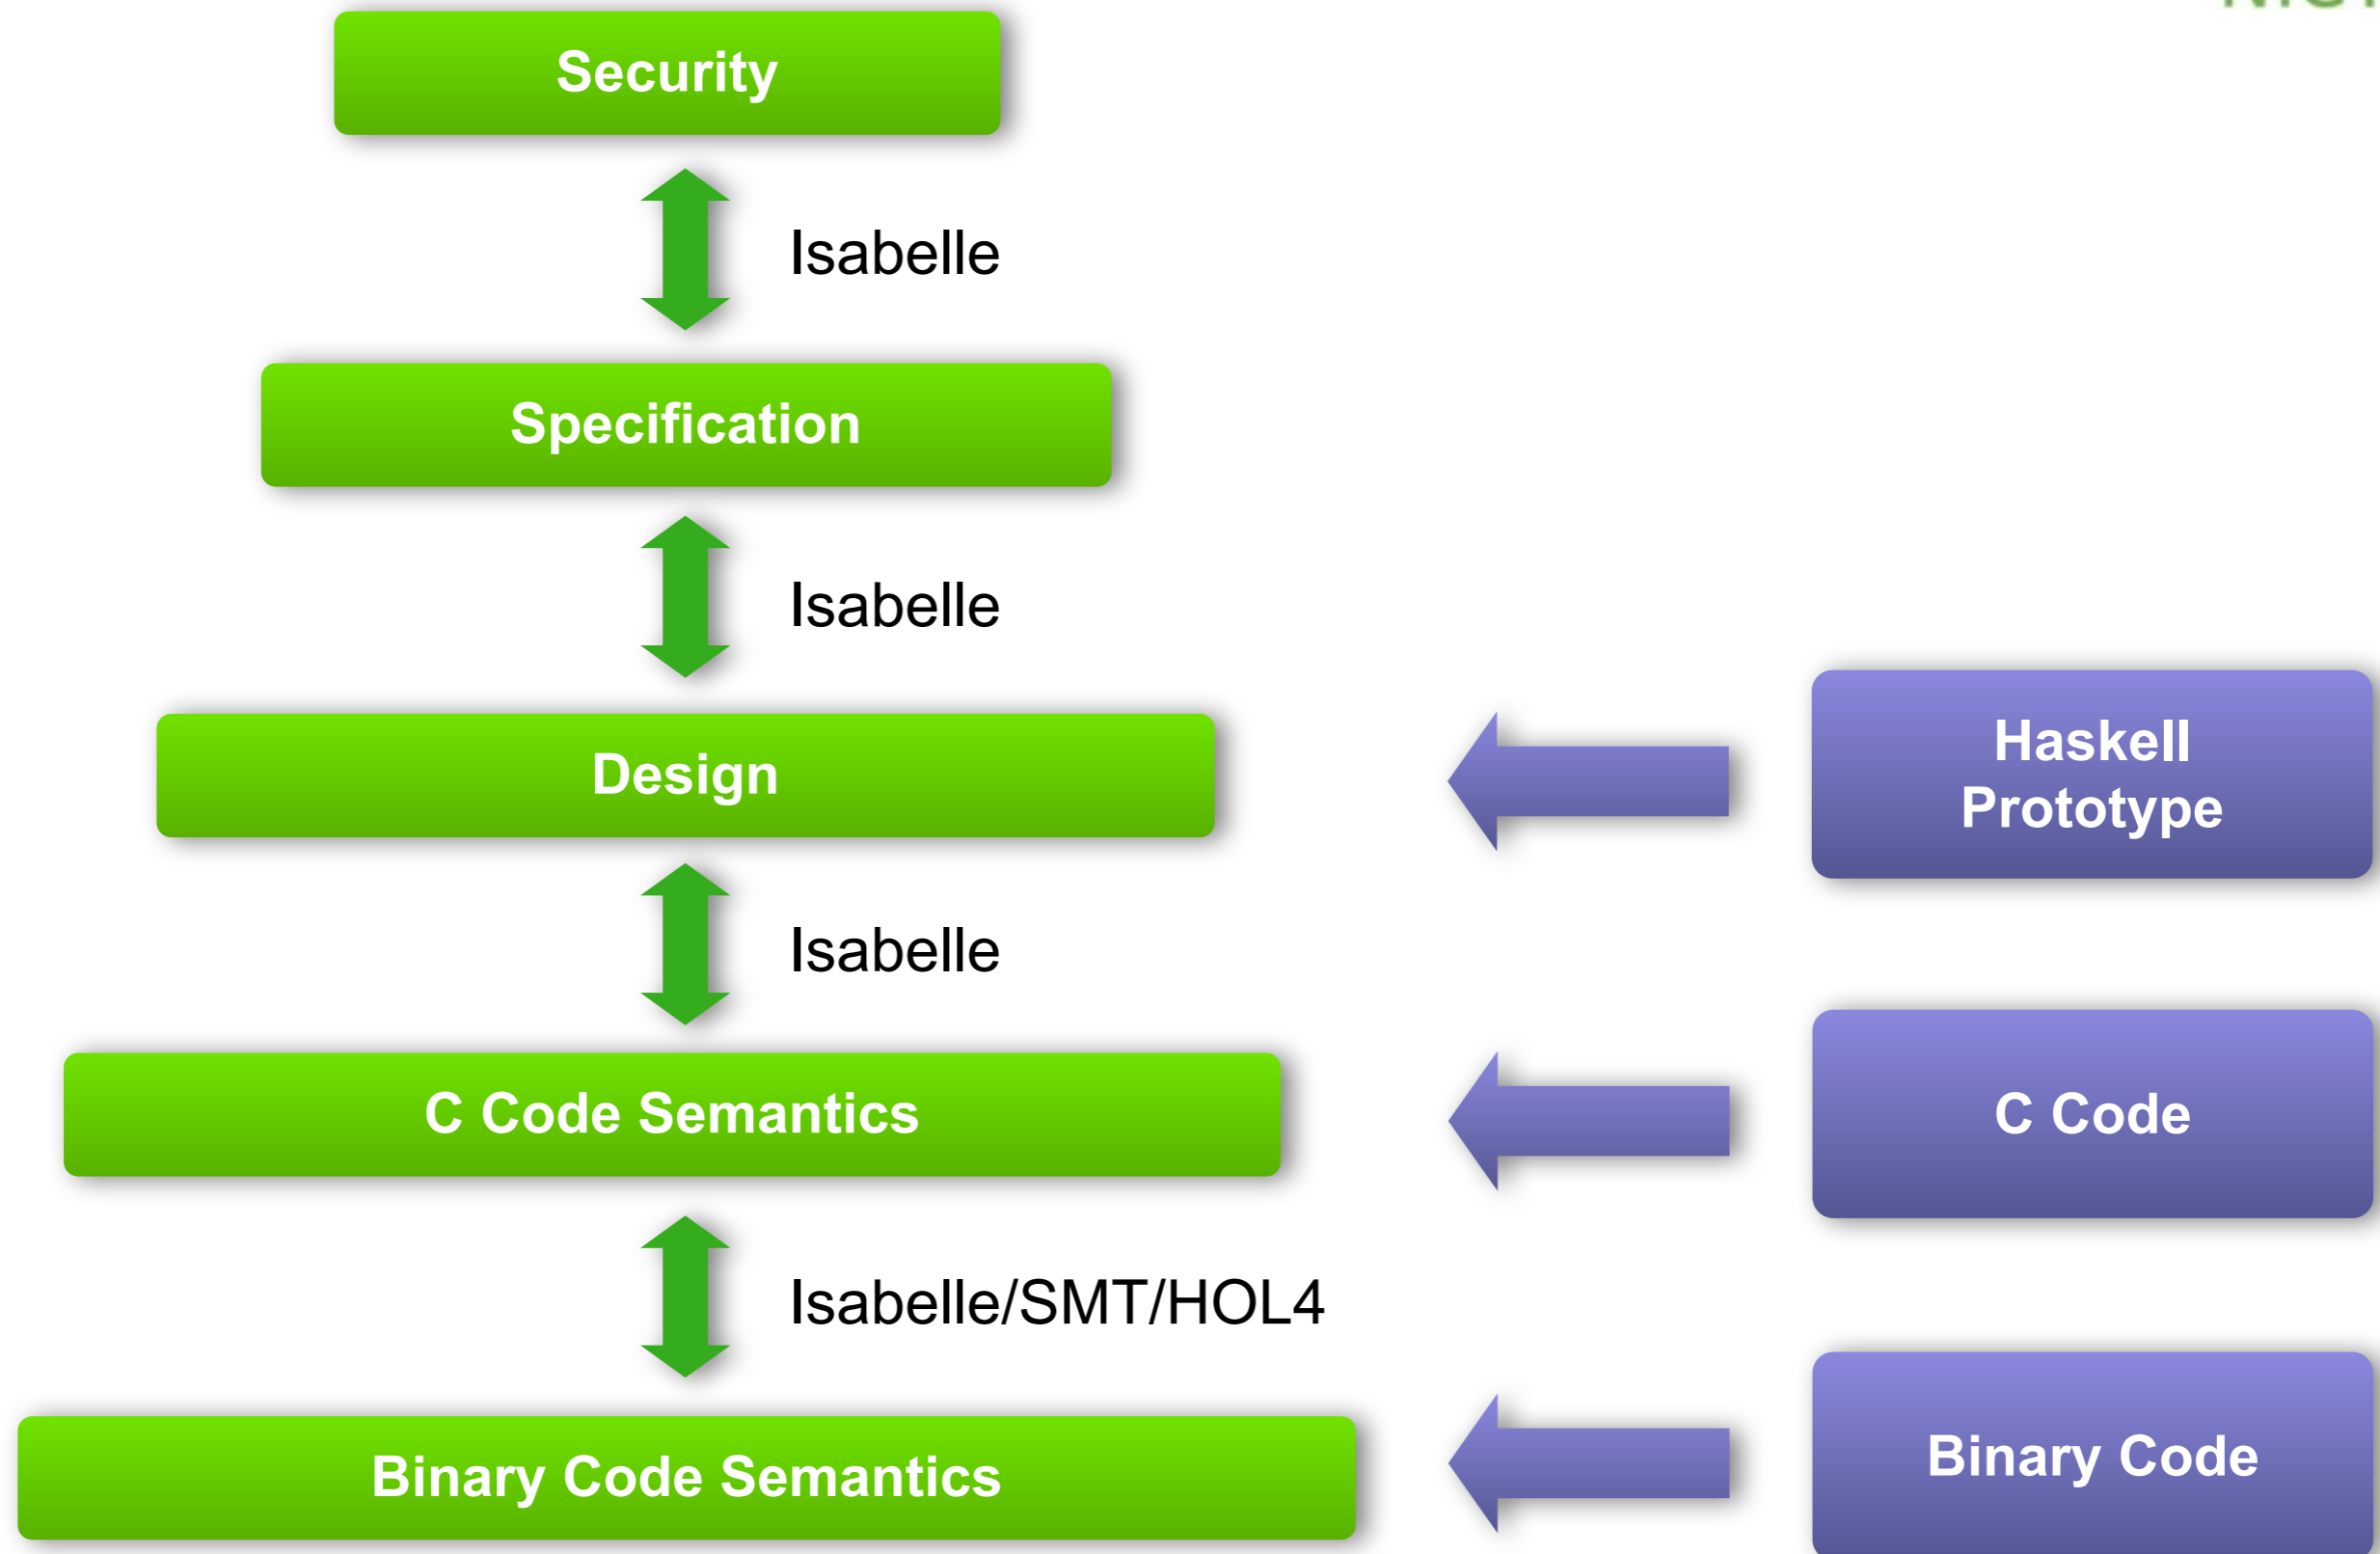 Security
Isabelle
Specification
Isabelle
Design
Haskell
Prototype
Isabelle
C Code Semantics
C Code
Isabelle/SMT/HOL4
Binary Code Semantics
Binary Code